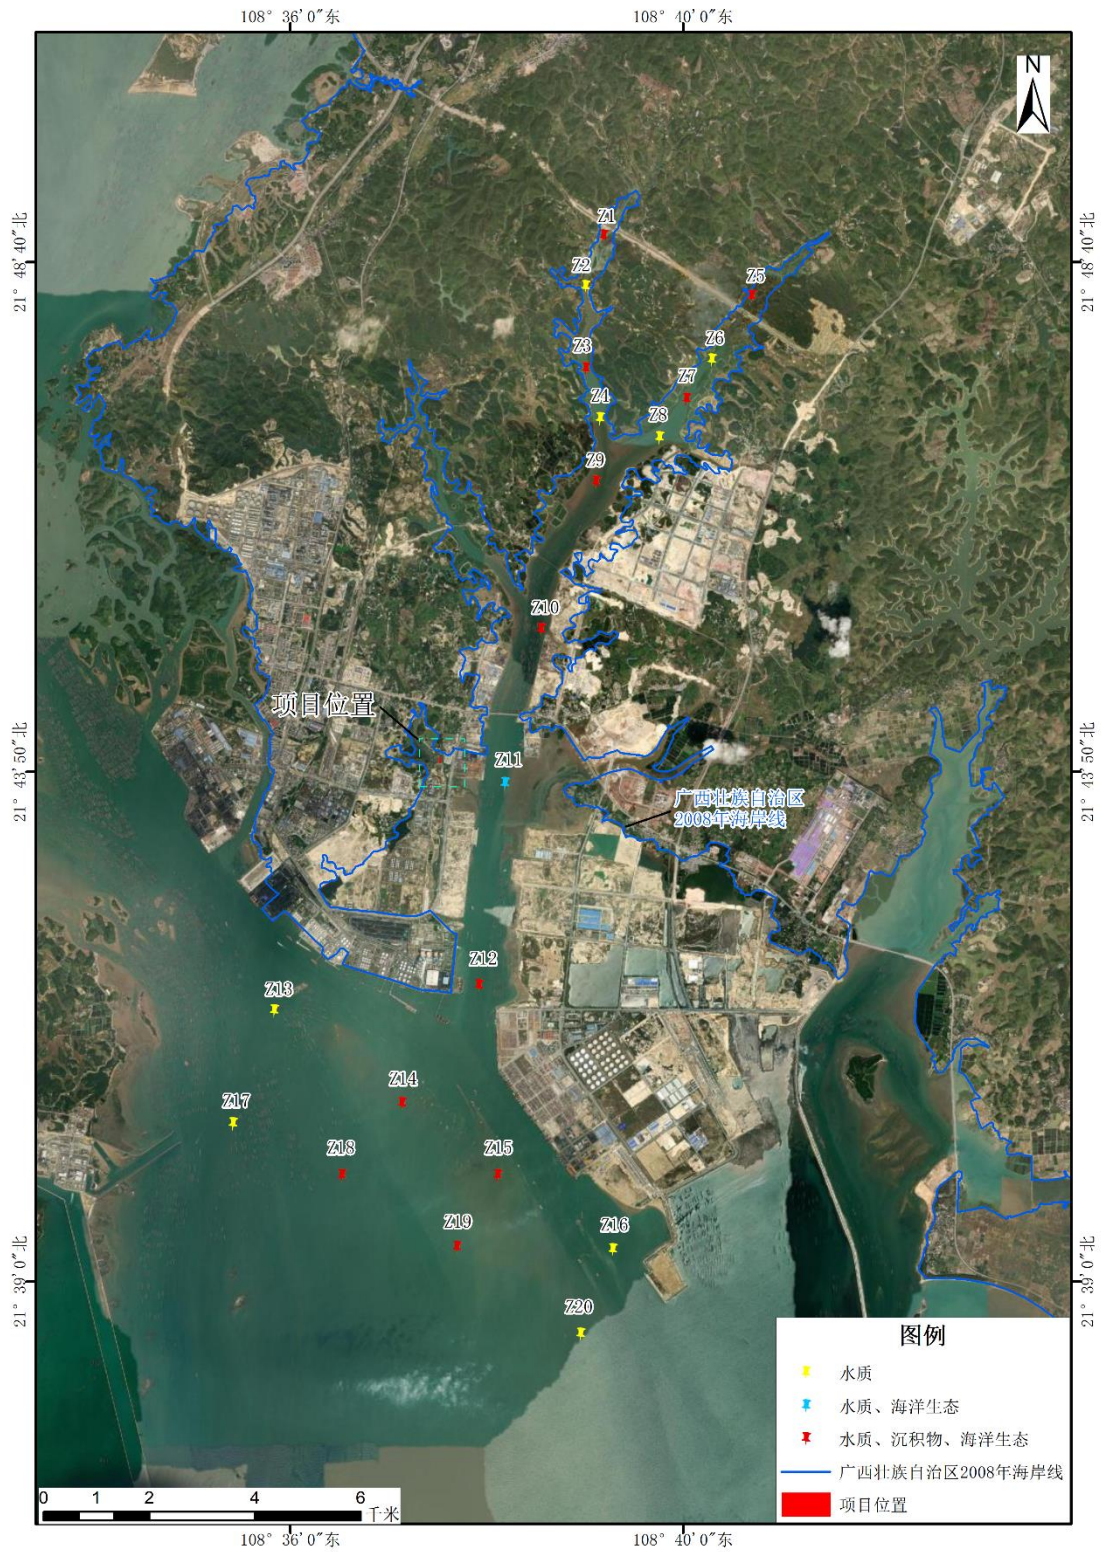 108° 36′0″东
108° 40′0″东
N
21° 48′40″北
21° 48′40″北
Z1
Z2
Z5
Z3
Z6
Z7
Z4
Z8
Z9
Z10
项目位置
21° 43′50″北
21° 43′50″北
Z11
广西壮族自治区
2008年海岸线
Z12
Z13
Z14
Z17
Z18
Z15
Z19
Z16
21° 39′0″北
21° 39′0″北
Z20
图例
水质
水质、海洋生态
水质、沉积物、海洋生态
广西壮族自治区2008年海岸线
项目位置
0 1 2 4 6
千米
108° 36′0″东
108° 40′0″东